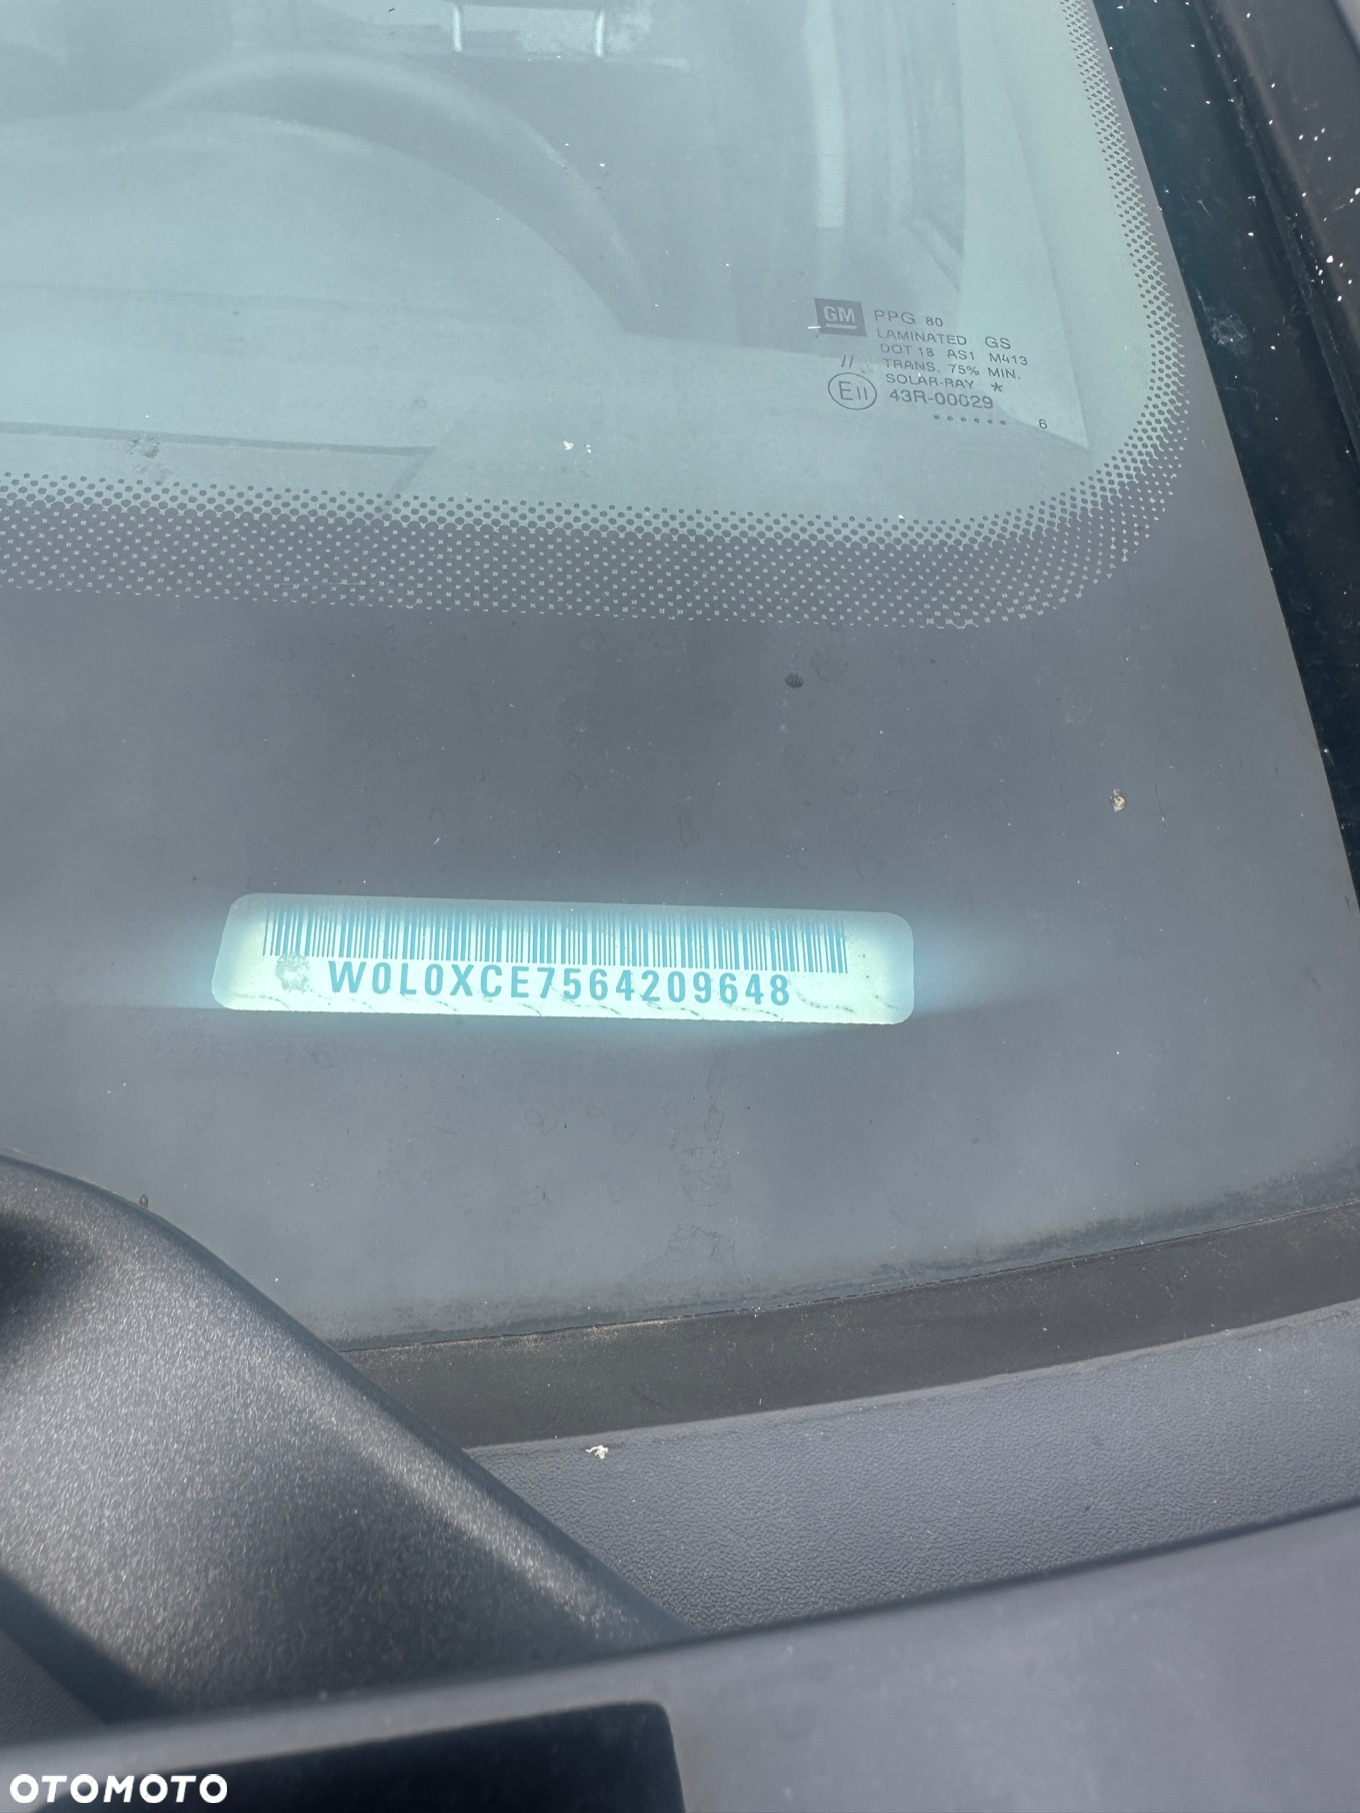 GM PPG 80
LAMINATED GS
DOT 18 AS1 M413
TRANS. 75% MIN.
SOLAR-RAY *
E11 43R-00029
6
W0L0XCE7564209648
OTOMOTO